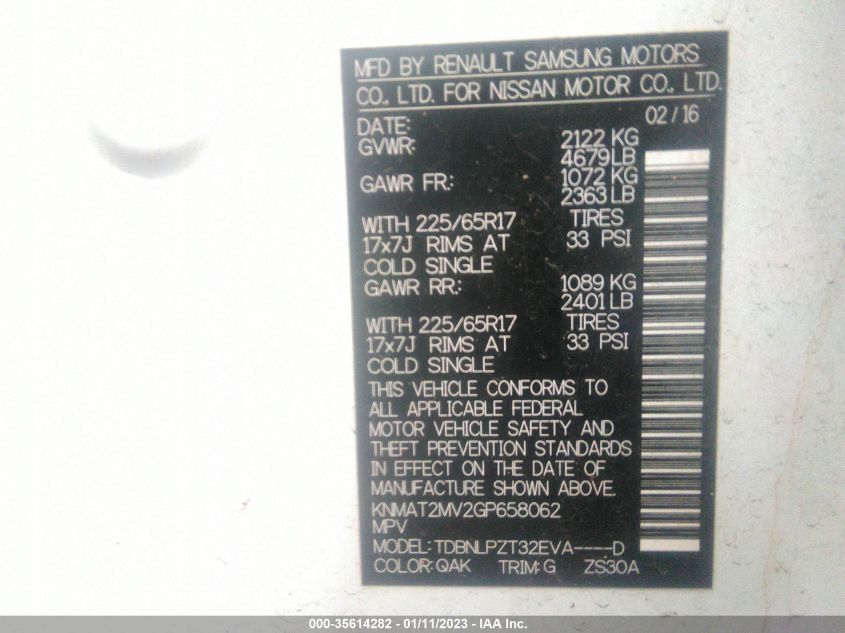 MFD BY RENAULT SAMSUNG MOTORS
CO., LTD. FOR NISSAN MOTOR CO., LTD.
DATE: 02/16
GVWR: 2122 KG
4679 LB
GAWR FR: 1072 KG
2363 LB
WITH 225/65R17 TIRES
17x7J RIMS AT 33 PSI
COLD SINGLE
GAWR RR: 1089 KG
2401 LB
WITH 225/65R17 TIRES
17x7J RIMS AT 33 PSI
COLD SINGLE
THIS VEHICLE CONFORMS TO
ALL APPLICABLE FEDERAL
MOTOR VEHICLE SAFETY AND
THEFT PREVENTION STANDARDS
IN EFFECT ON THE DATE OF
MANUFACTURE SHOWN ABOVE.
KNMAT2MV2GP658062
MPV
MODEL: TDBNLPZT32EVA----D
COLOR: QAK TRIM: G ZS30A
000-35614282 - 01/11/2023 - IAA Inc.